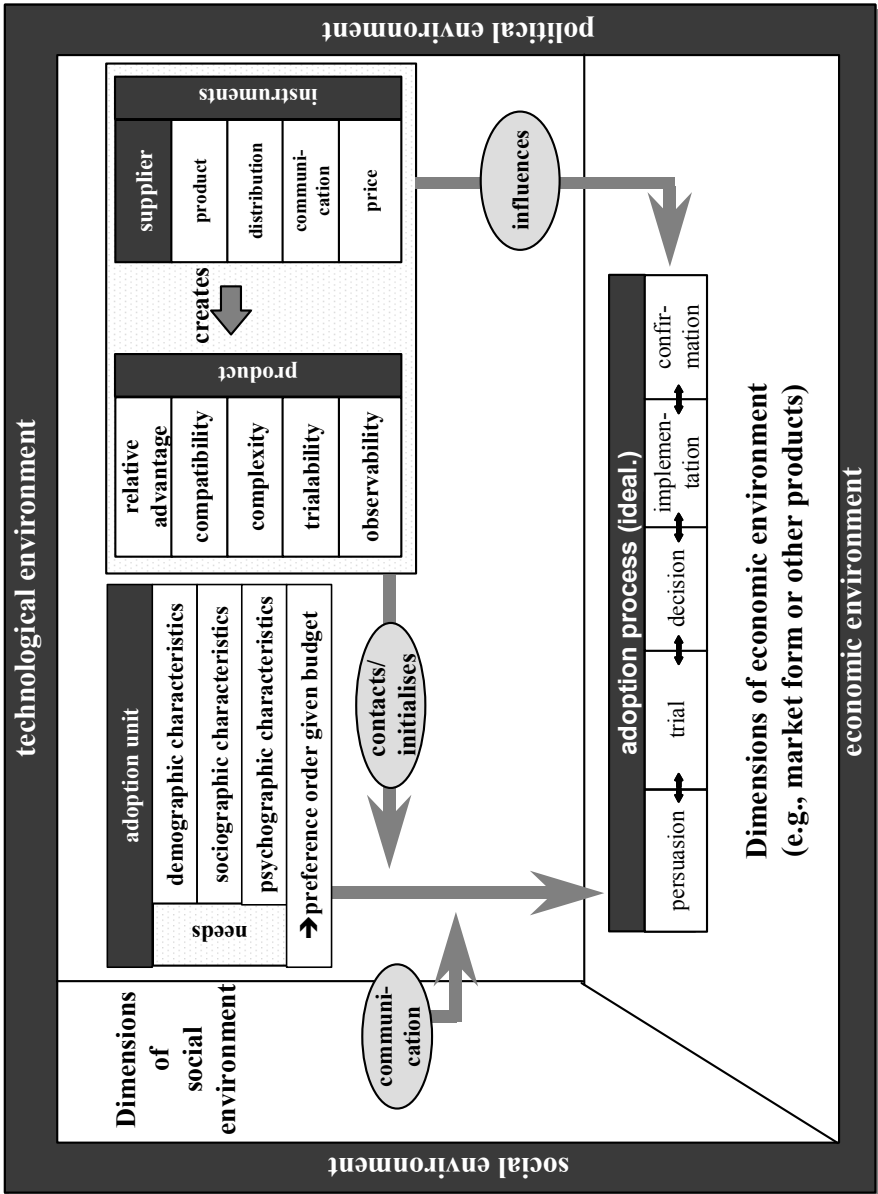 technological environment
social environment
political environment
economic environment
Dimensions
of
social
environment
adoption unit
needs
demographic characteristics
sociographic characteristics
psychographic characteristics
➔preference order given budget
relative
advantage
compatibility
complexity
trialability
observability
product
creates
supplier
product
distribution
communi-
cation
price
instruments
communi-
cation
contacts/
initialises
influences
adoption process (ideal.)
persuasion
trial
decision
implemen-
tation
confir-
mation
Dimensions of economic environment
(e.g., market form or other products)